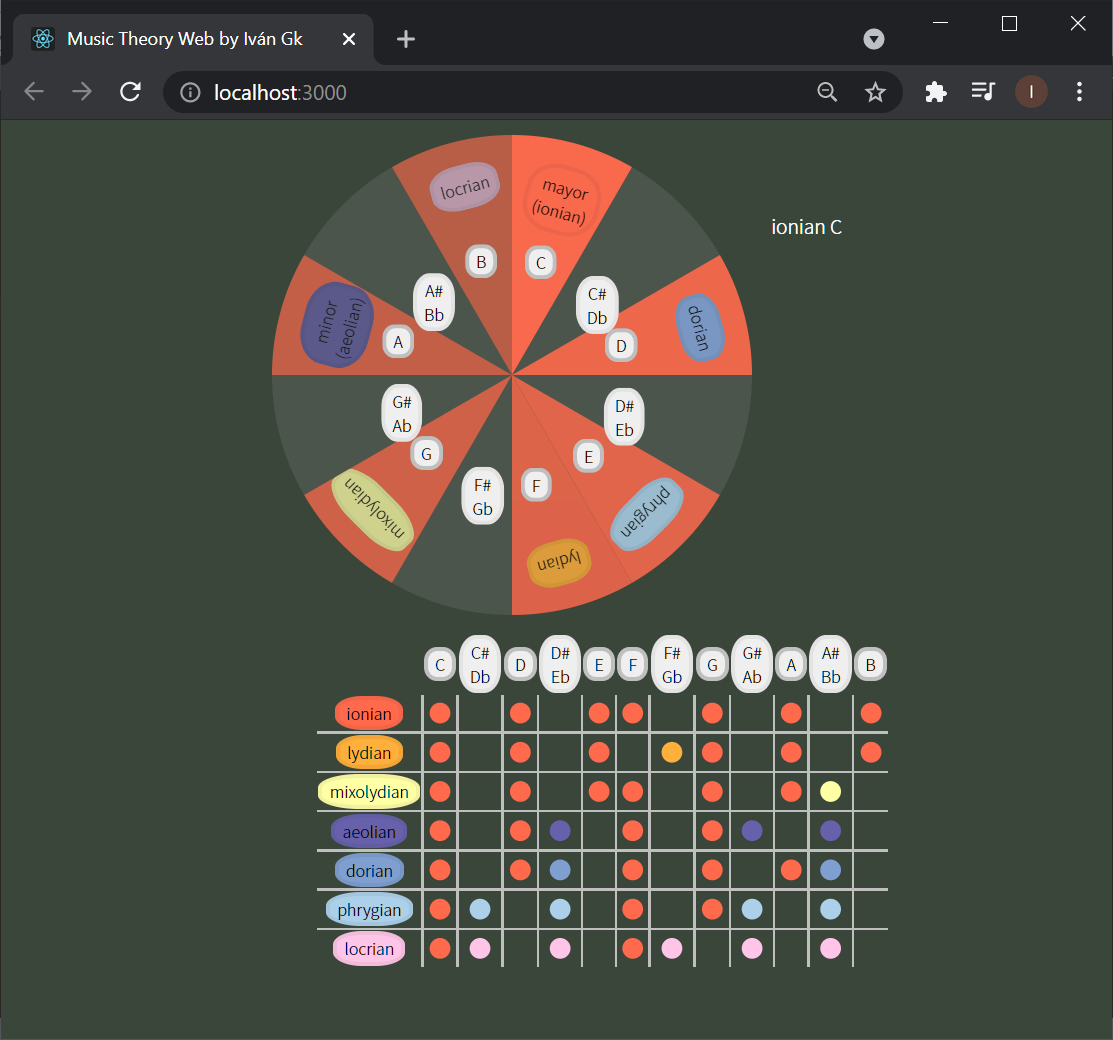 Music Theory Web by Iván Gk
localhost:3000
I
locrian
mayor
(ionian)
ionian C
B
C
A#
Bb
C#
Db
minor
(aeolian)
A
D
dorian
G#
Ab
D#
Eb
G
E
mixolydian
F#
Gb
F
phrygian
lydian
C
C#
Db
D
D#
Eb
E
F
F#
Gb
G
G#
Ab
A
A#
Bb
B
ionian
lydian
mixolydian
aeolian
dorian
phrygian
locrian